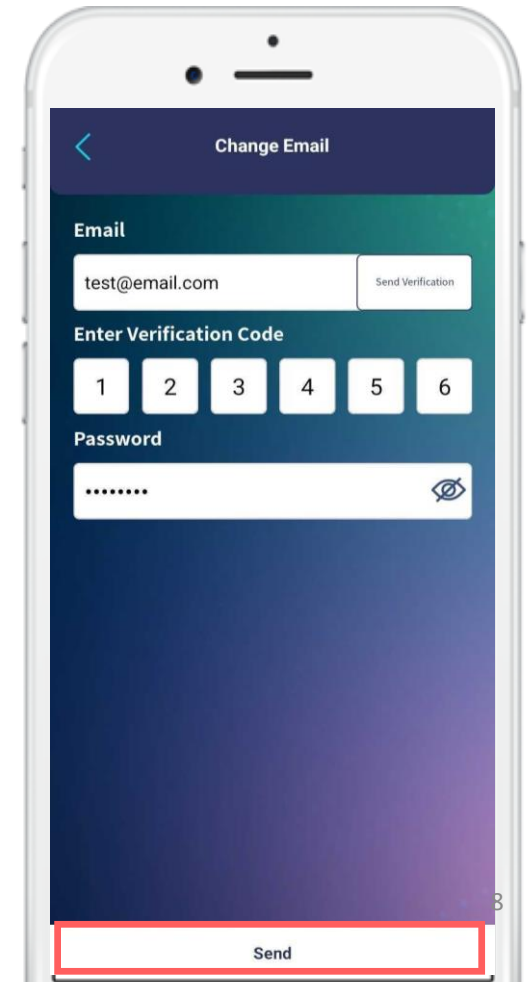 Change Email
Email
test@email.com
Send Verification
Enter Verification Code
1 2 3 4 5 6
Password
••••••••
8
Send